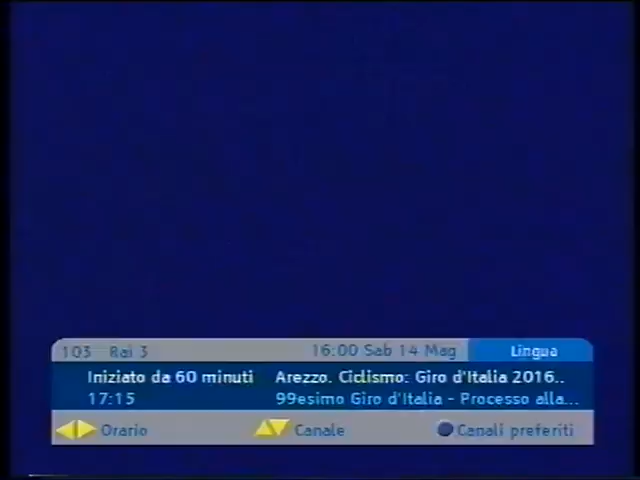 103 Rai 3 16:00 Sab 14 Mag Lingua
Iniziato da 60 minuti Arezzo. Ciclismo: Giro d'Italia 2016..
17:15 99esimo Giro d'Italia - Processo alla...
Orario Canale Canali preferiti